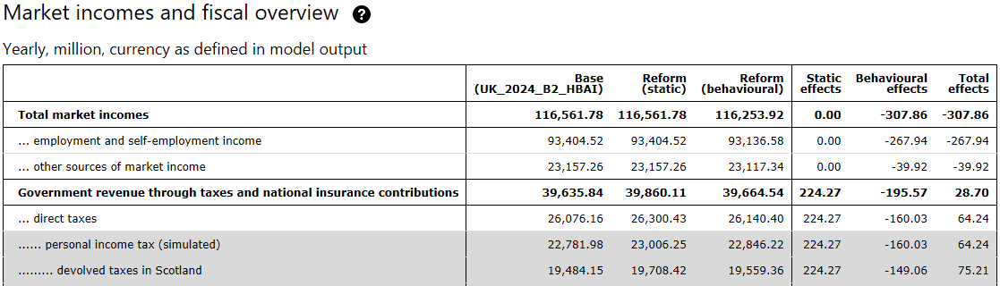 Market incomes and fiscal overview ?
Yearly, million, currency as defined in model output
Base (UK_2024_B2_HBAI) Reform (static) Reform (behavioural) Static effects Behavioural effects Total effects
Total market incomes 116,561.78 116,561.78 116,253.92 0.00 -307.86 -307.86
... employment and self-employment income 93,404.52 93,404.52 93,136.58 0.00 -267.94 -267.94
... other sources of market income 23,157.26 23,157.26 23,117.34 0.00 -39.92 -39.92
Government revenue through taxes and national insurance contributions 39,635.84 39,860.11 39,664.54 224.27 -195.57 28.70
... direct taxes 26,076.16 26,300.43 26,140.40 224.27 -160.03 64.24
...... personal income tax (simulated) 22,781.98 23,006.25 22,846.22 224.27 -160.03 64.24
......... devolved taxes in Scotland 19,484.15 19,708.42 19,559.36 224.27 -149.06 75.21